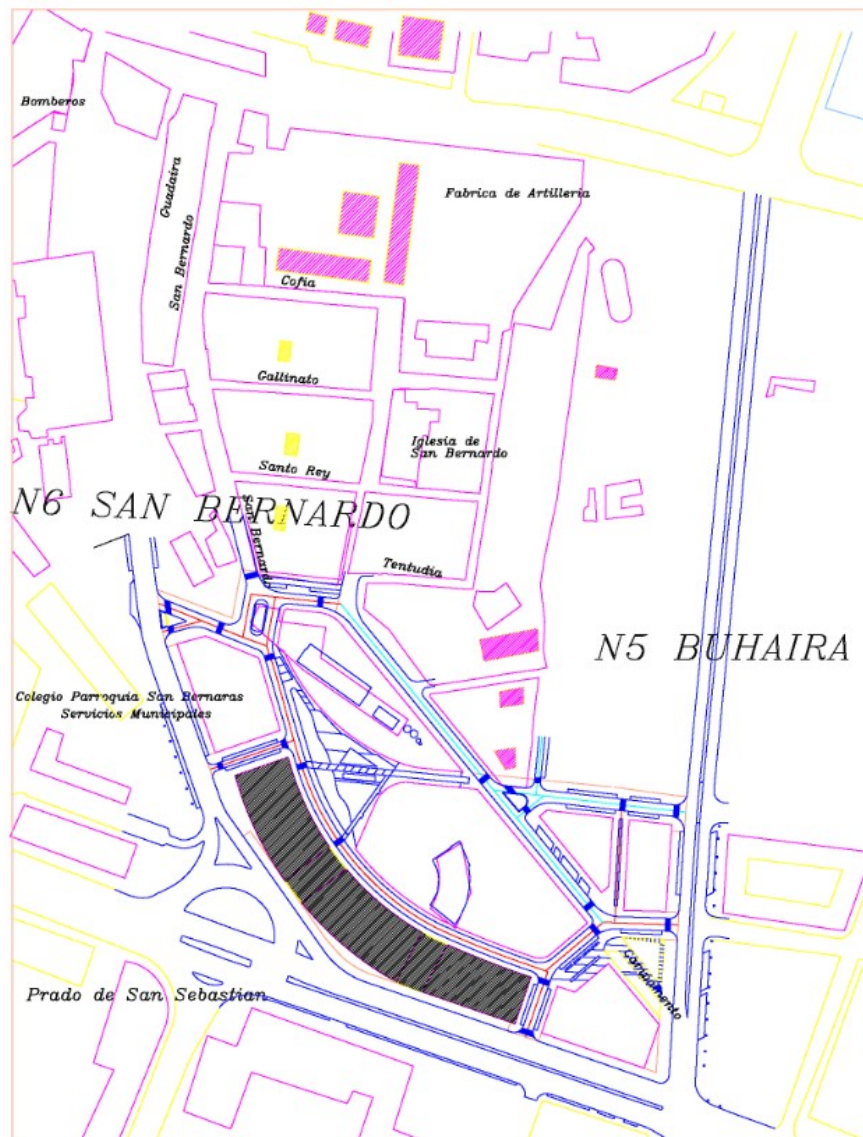 Bomberos
Fabrica de Artilleria
Guadaira
San Bernardo
Cofia
Gallinato
Iglesia de
San Bernardo
Santo Rey
N6 SAN BERNARDO
San Bernardo
Tentudia
N5 BUHAIRA
Colegio Parroquia San Bernaras
Servicios Municipales
Prado de San Sebastian